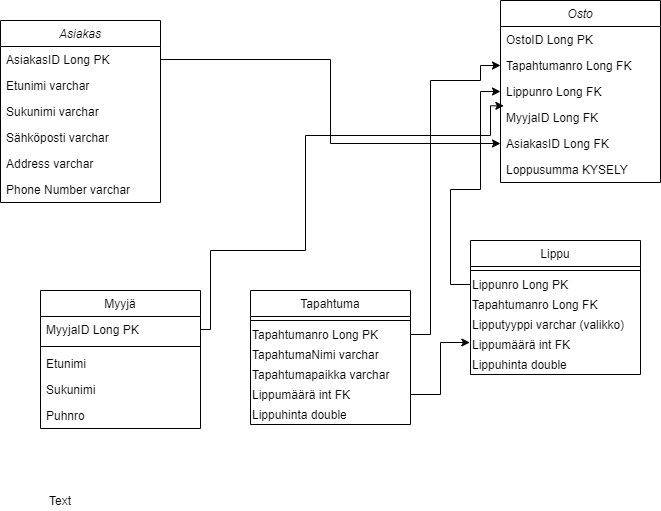 Asiakas
AsiakasID Long PK
Etunimi varchar
Sukunimi varchar
Sähköposti varchar
Address varchar
Phone Number varchar
Osto
OstoID Long PK
Tapahtumanro Long FK
Lippunro Long FK
MyyjaID Long FK
AsiakasID Long FK
Loppusumma KYSELY
Myyjä
MyyjaID Long PK
Etunimi
Sukunimi
Puhnro
Tapahtuma
Tapahtumanro Long PK
TapahtumaNimi varchar
Tapahtumapaikka varchar
Lippumäärä int FK
Lippuhinta double
Lippu
Lippunro Long PK
Tapahtumanro Long FK
Lipputyyppi varchar (valikko)
Lippumäärä int FK
Lippuhinta double
Text